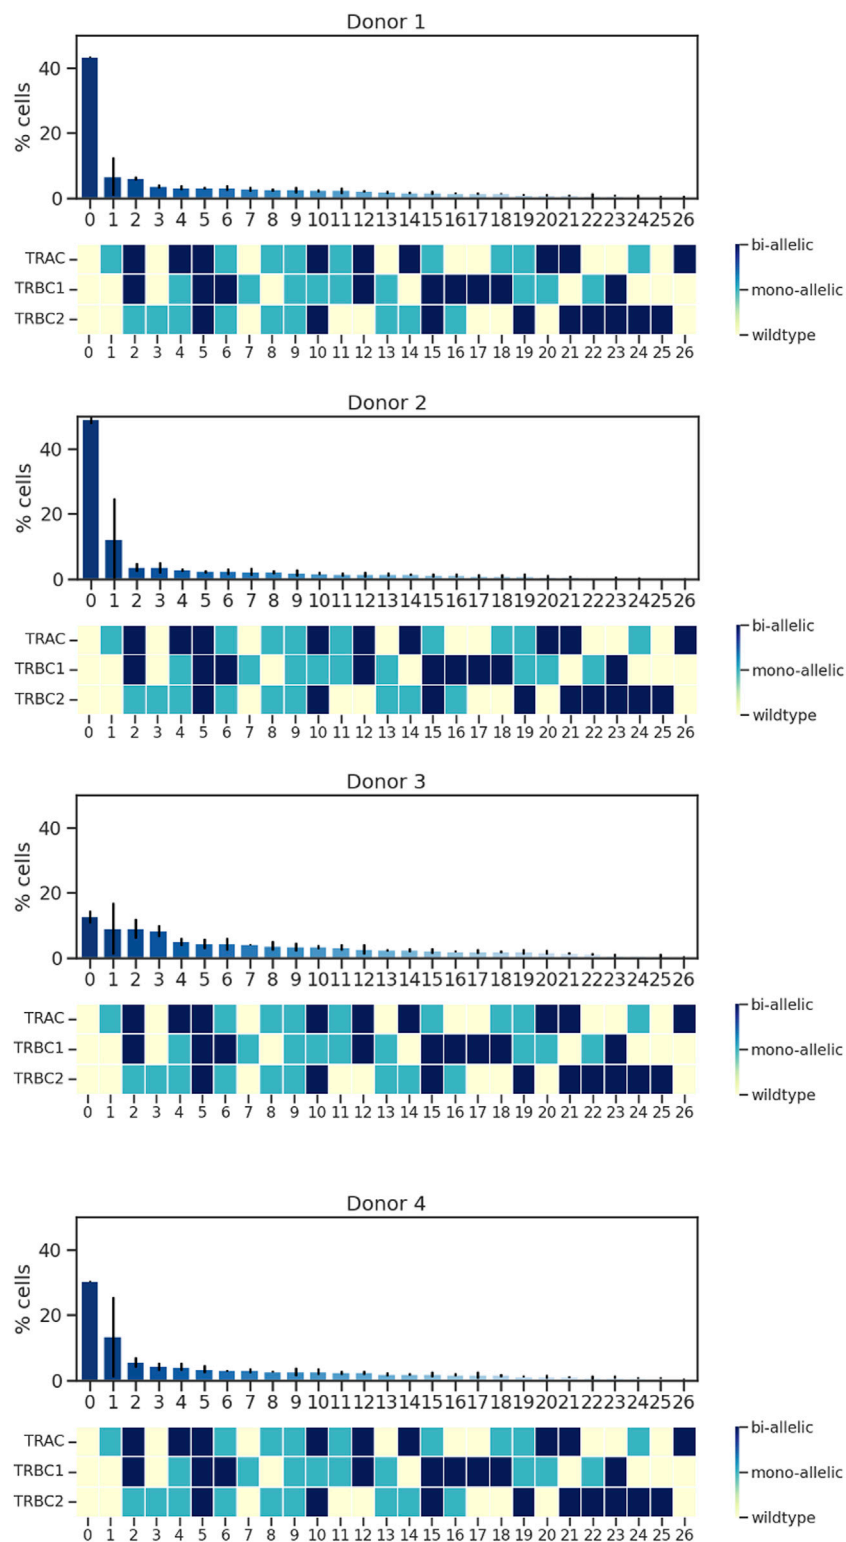 Donor 1
% cells
40
20
0
0 1 2 3 4 5 6 7 8 9 10 11 12 13 14 15 16 17 18 19 20 21 22 23 24 25 26
TRAC
TRBC1
TRBC2
bi-allelic
mono-allelic
wildtype
0 1 2 3 4 5 6 7 8 9 10 11 12 13 14 15 16 17 18 19 20 21 22 23 24 25 26
Donor 2
% cells
40
20
0
0 1 2 3 4 5 6 7 8 9 10 11 12 13 14 15 16 17 18 19 20 21 22 23 24 25 26
TRAC
TRBC1
TRBC2
bi-allelic
mono-allelic
wildtype
0 1 2 3 4 5 6 7 8 9 10 11 12 13 14 15 16 17 18 19 20 21 22 23 24 25 26
Donor 3
% cells
40
20
0
0 1 2 3 4 5 6 7 8 9 10 11 12 13 14 15 16 17 18 19 20 21 22 23 24 25 26
TRAC
TRBC1
TRBC2
bi-allelic
mono-allelic
wildtype
0 1 2 3 4 5 6 7 8 9 10 11 12 13 14 15 16 17 18 19 20 21 22 23 24 25 26
Donor 4
% cells
40
20
0
0 1 2 3 4 5 6 7 8 9 10 11 12 13 14 15 16 17 18 19 20 21 22 23 24 25 26
TRAC
TRBC1
TRBC2
bi-allelic
mono-allelic
wildtype
0 1 2 3 4 5 6 7 8 9 10 11 12 13 14 15 16 17 18 19 20 21 22 23 24 25 26